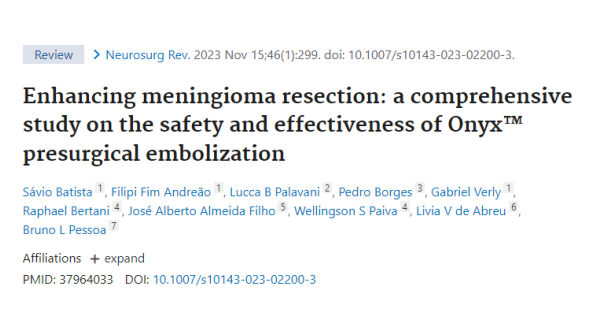 Review > Neurosurg Rev. 2023 Nov 15;46(1):299. doi: 10.1007/s10143-023-02200-3.
Enhancing meningioma resection: a comprehensive
study on the safety and effectiveness of Onyx™
presurgical embolization
Sávio Batista 1, Filipi Fim Andreão 1, Lucca B Palavani 2, Pedro Borges 3, Gabriel Verly 1,
Raphael Bertani 4, José Alberto Almeida Filho 5, Wellingson S Paiva 4, Livia V de Abreu 6,
Bruno L Pessoa 7
Affiliations + expand
PMID: 37964033 DOI: 10.1007/s10143-023-02200-3